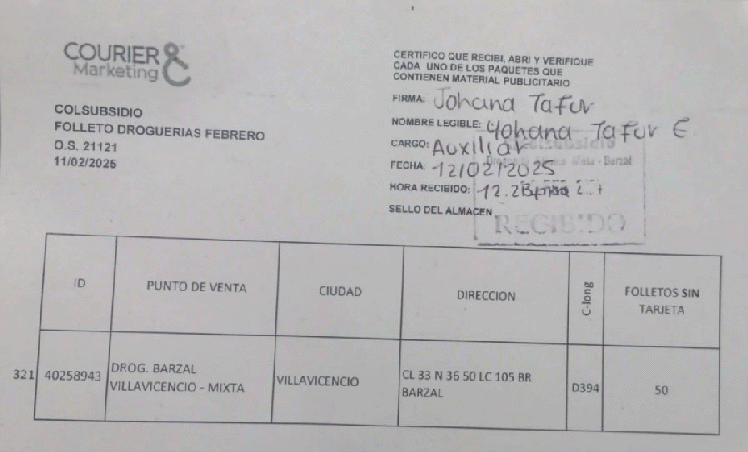 COURIER &
Marketing
COLSUBSIDIO
FOLLETO DROGUERIAS FEBRERO
D.S. 21121
11/02/2025
CERTIFICO QUE RECIBI, ABRI Y VERIFIQUE
CADA UNO DE LOS PAQUETES QUE
CONTIENEN MATERIAL PUBLICITARIO
FIRMA: Johana Tafur
NOMBRE LEGIBLE: Yohana Tafur E
CARGO: Auxiliar
FECHA: 12/02/2025
HORA RECIBIDO:
SELLO DEL ALMACEN
Barzal
RECIBIDO
ID PUNTO DE VENTA CIUDAD DIRECCION C-long FOLLETOS SIN TARJETA
321 40258943 DROG. BARZAL VILLAVICENCIO - MIXTA VILLAVICENCIO CL 33 N 36 50 LC 105 BR BARZAL D394 50